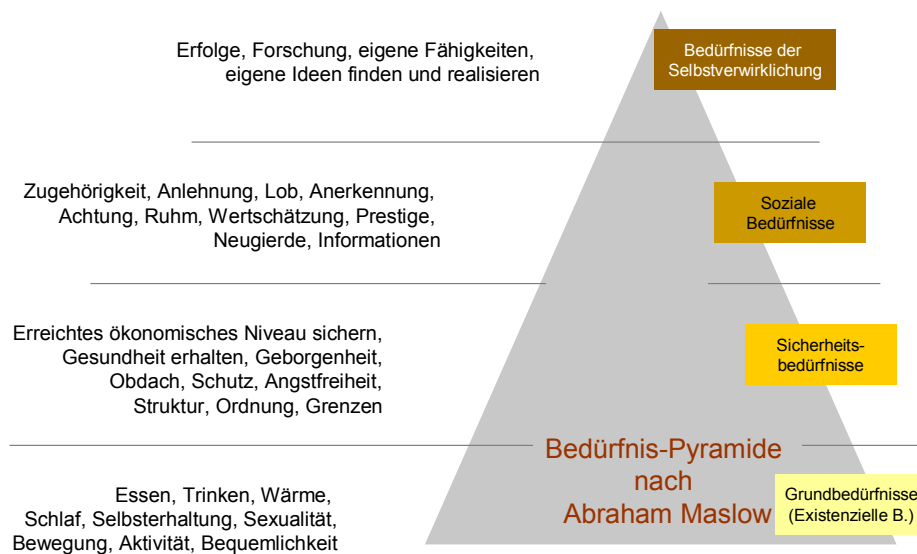 Erfolge, Forschung, eigene Fähigkeiten,
eigene Ideen finden und realisieren
Bedürfnisse der
Selbstverwirklichung
Zugehörigkeit, Anlehnung, Lob, Anerkennung,
Achtung, Ruhm, Wertschätzung, Prestige,
Neugierde, Informationen
Soziale
Bedürfnisse
Erreichtes ökonomisches Niveau sichern,
Gesundheit erhalten, Geborgenheit,
Obdach, Schutz, Angstfreiheit,
Struktur, Ordnung, Grenzen
Sicherheits-
bedürfnisse
Bedürfnis-Pyramide
nach
Abraham Maslow
Essen, Trinken, Wärme,
Schlaf, Selbsterhaltung, Sexualität,
Bewegung, Aktivität, Bequemlichkeit
Grundbedürfnisse
(Existenzielle B.)